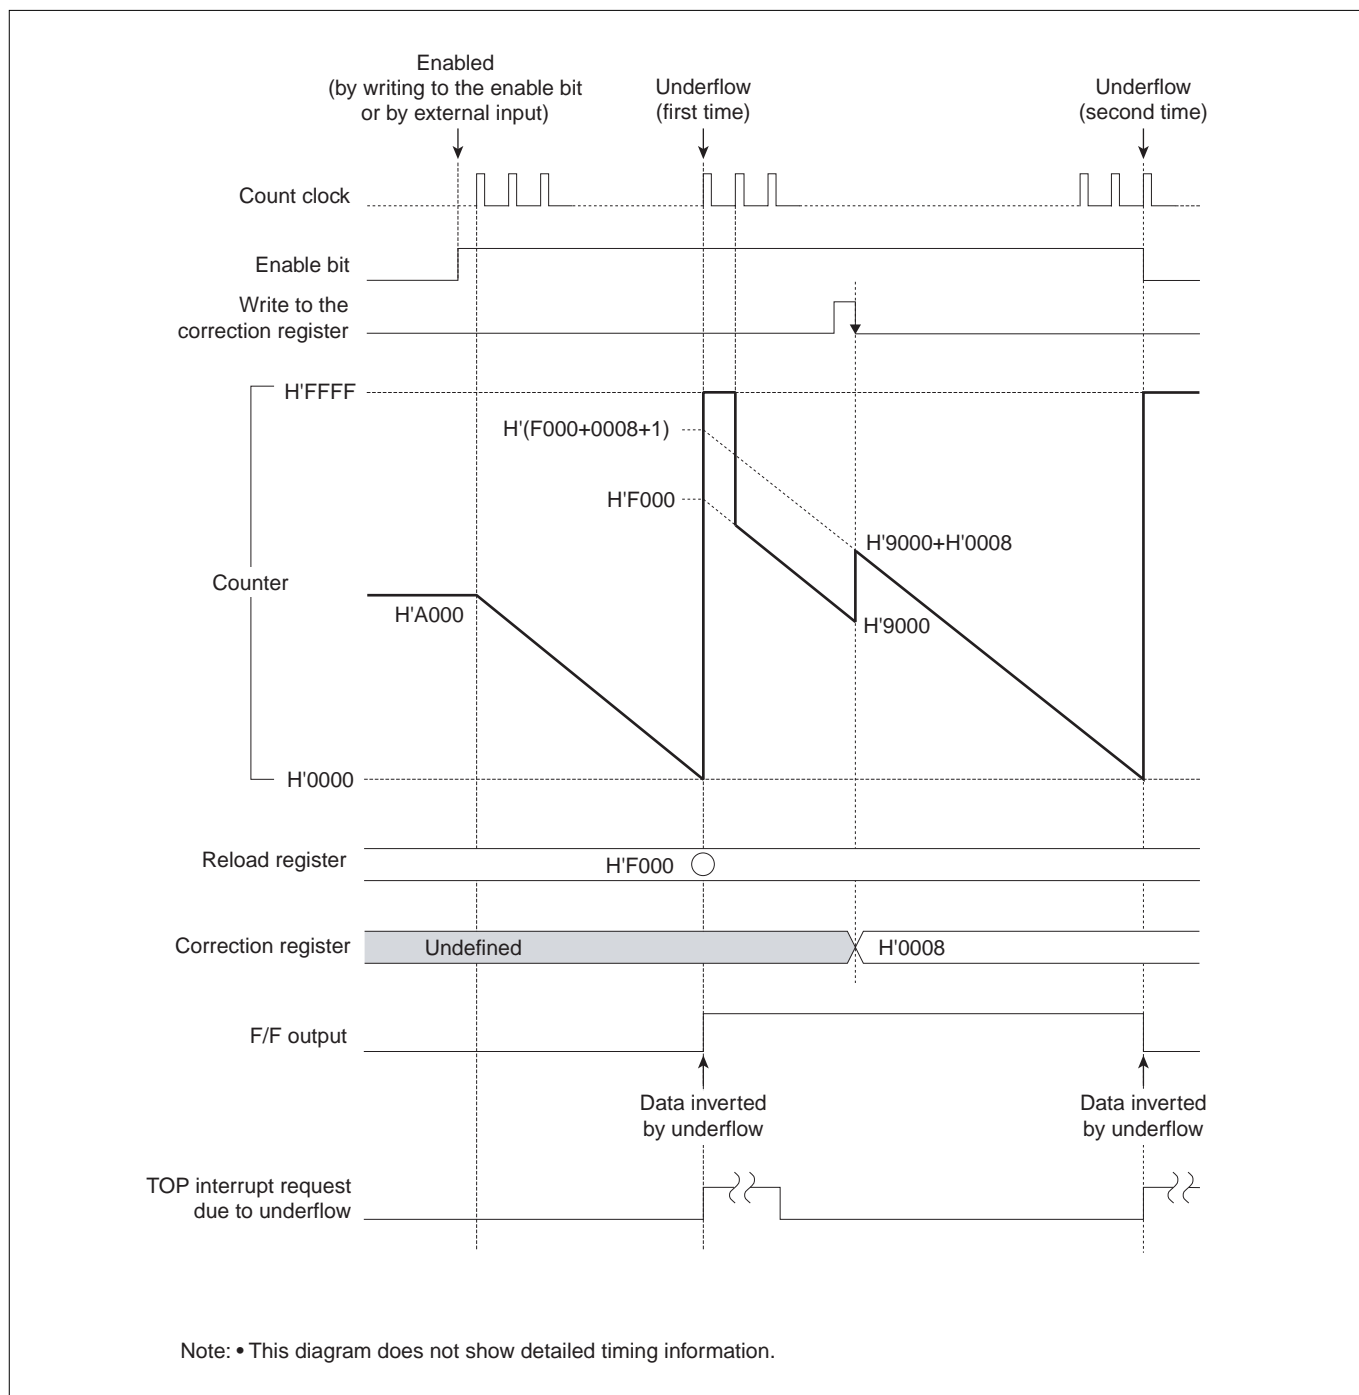 Enabled
(by writing to the enable bit
or by external input)
Underflow
(first time)
Underflow
(second time)
Count clock
Enable bit
Write to the
correction register
H'FFFF
H'(F000+0008+1)
H'F000
H'9000+H'0008
Counter
H'A000
H'9000
H'0000
Reload register
H'F000
Correction register
Undefined
H'0008
F/F output
Data inverted
by underflow
Data inverted
by underflow
TOP interrupt request
due to underflow
Note: • This diagram does not show detailed timing information.